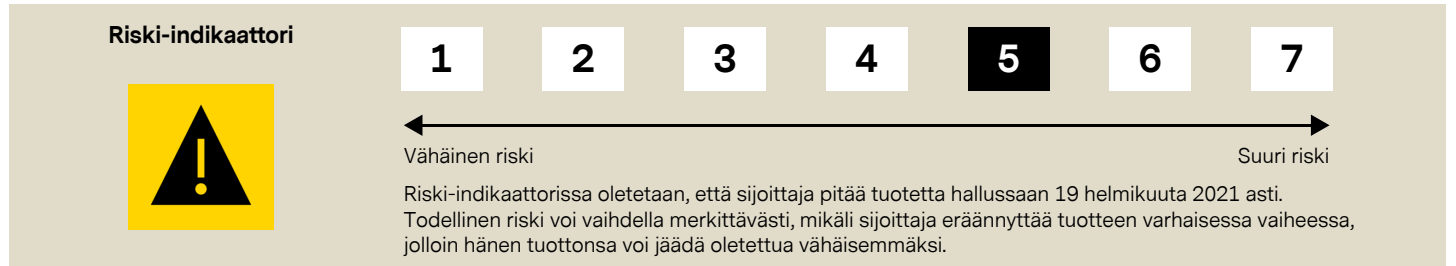 Riski-indikaattori
1 2 3 4 5 6 7
Vähäinen riski Suuri riski
Riski-indikaattorissa oletetaan, että sijoittaja pitää tuotetta hallussaan 19 helmikuuta 2021 asti.
Todellinen riski voi vaihdella merkittävästi, mikäli sijoittaja eräännyttää tuotteen varhaisessa vaiheessa,
jolloin hänen tuottonsa voi jäädä oletettua vähäisemmäksi.